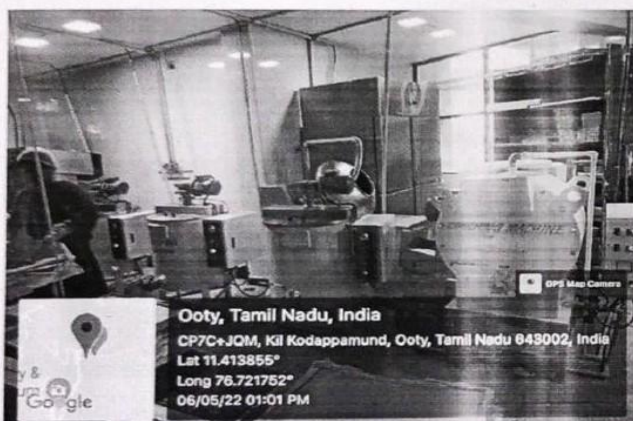 MACHINE
GPS Map Camera
Ooty, Tamil Nadu, India
CP7C+JQM, Kil Kodappamund, Ooty, Tamil Nadu 643002, India
Lat 11.413855°
Long 76.721752°
06/05/22 01:01 PM
y &
Google